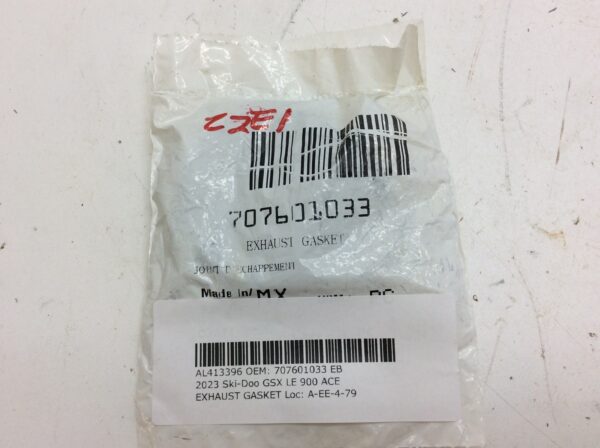 C2E1
707601033
EXHAUST GASKET
JOINT D'ECHAPPEMENT
Made in/ MX
AL413396 OEM: 707601033 EB
2023 Ski-Doo GSX LE 900 ACE
EXHAUST GASKET Loc: A-EE-4-79